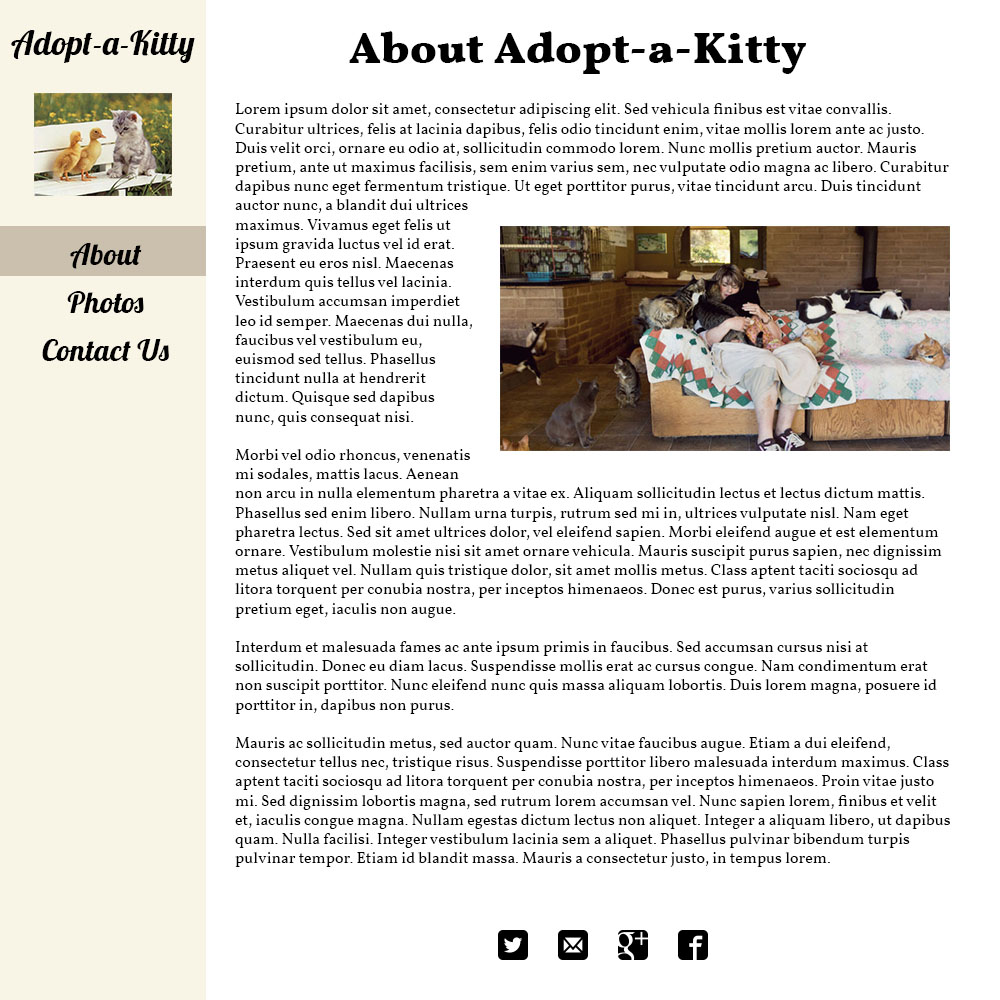 Adopt-a-Kitty
About
Photos
Contact Us
About Adopt-a-Kitty
Lorem ipsum dolor sit amet, consectetur adipiscing elit. Sed vehicula finibus est vitae convallis.
Curabitur ultrices, felis at lacinia dapibus, felis odio tincidunt enim, vitae mollis lorem ante ac justo.
Duis velit orci, ornare eu odio at, sollicitudin commodo lorem. Nunc mollis pretium auctor. Mauris
pretium, ante ut maximus facilisis, sem enim varius sem, nec vulputate odio magna ac libero. Curabitur
dapibus nunc eget fermentum tristique. Ut eget porttitor purus, vitae tincidunt arcu. Duis tincidunt
auctor nunc, a blandit dui ultrices
maximus. Vivamus eget felis ut
ipsum gravida luctus vel id erat.
Praesent eu eros nisl. Maecenas
interdum quis tellus vel lacinia.
Vestibulum accumsan imperdiet
leo id semper. Maecenas dui nulla,
faucibus vel vestibulum eu,
euismod sed tellus. Phasellus
tincidunt nulla at hendrerit
dictum. Quisque sed dapibus
nunc, quis consequat nisi.
Morbi vel odio rhoncus, venenatis
mi sodales, mattis lacus. Aenean
non arcu in nulla elementum pharetra a vitae ex. Aliquam sollicitudin lectus et lectus dictum mattis.
Phasellus sed enim libero. Nullam urna turpis, rutrum sed mi in, ultrices vulputate nisl. Nam eget
pharetra lectus. Sed sit amet ultrices dolor, vel eleifend sapien. Morbi eleifend augue et est elementum
ornare. Vestibulum molestie nisi sit amet ornare vehicula. Mauris suscipit purus sapien, nec dignissim
metus aliquet vel. Nullam quis tristique dolor, sit amet mollis metus. Class aptent taciti sociosqu ad
litora torquent per conubia nostra, per inceptos himenaeos. Donec est purus, varius sollicitudin
pretium eget, iaculis non augue.
Interdum et malesuada fames ac ante ipsum primis in faucibus. Sed accumsan cursus nisi at
sollicitudin. Donec eu diam lacus. Suspendisse mollis erat ac cursus congue. Nam condimentum erat
non suscipit porttitor. Nunc eleifend nunc quis massa aliquam lobortis. Duis lorem magna, posuere id
porttitor in, dapibus non purus.
Mauris ac sollicitudin metus, sed auctor quam. Nunc vitae faucibus augue. Etiam a dui eleifend,
consectetur tellus nec, tristique risus. Suspendisse porttitor libero malesuada interdum maximus. Class
aptent taciti sociosqu ad litora torquent per conubia nostra, per inceptos himenaeos. Proin vitae justo
mi. Sed dignissim lobortis magna, sed rutrum lorem accumsan vel. Nunc sapien lorem, finibus et velit
et, iaculis congue magna. Nullam egestas dictum lectus non aliquet. Integer a aliquam libero, ut dapibus
quam. Nulla facilisi. Integer vestibulum lacinia sem a aliquet. Phasellus pulvinar bibendum turpis
pulvinar tempor. Etiam id blandit massa. Mauris a consectetur justo, in tempus lorem.